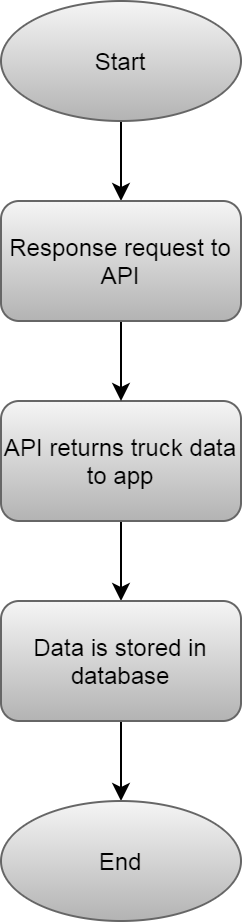 Start
Response request to
API
API returns truck data
to app
Data is stored in
database
End